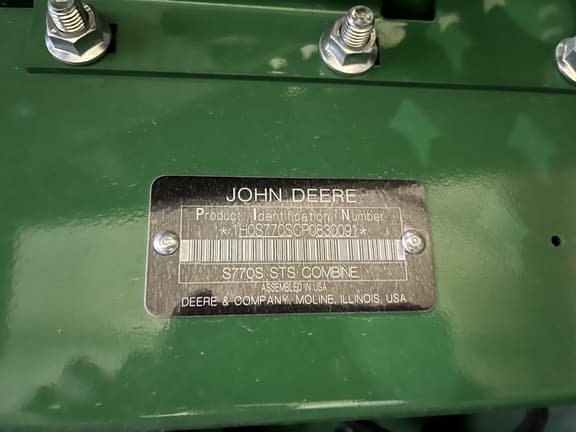 JOHN DEERE
Product Identification Number
*1H0S770SCP0830091*
S770S STS COMBINE
ASSEMBLED IN USA
DEERE & COMPANY, MOLINE, ILLINOIS, USA